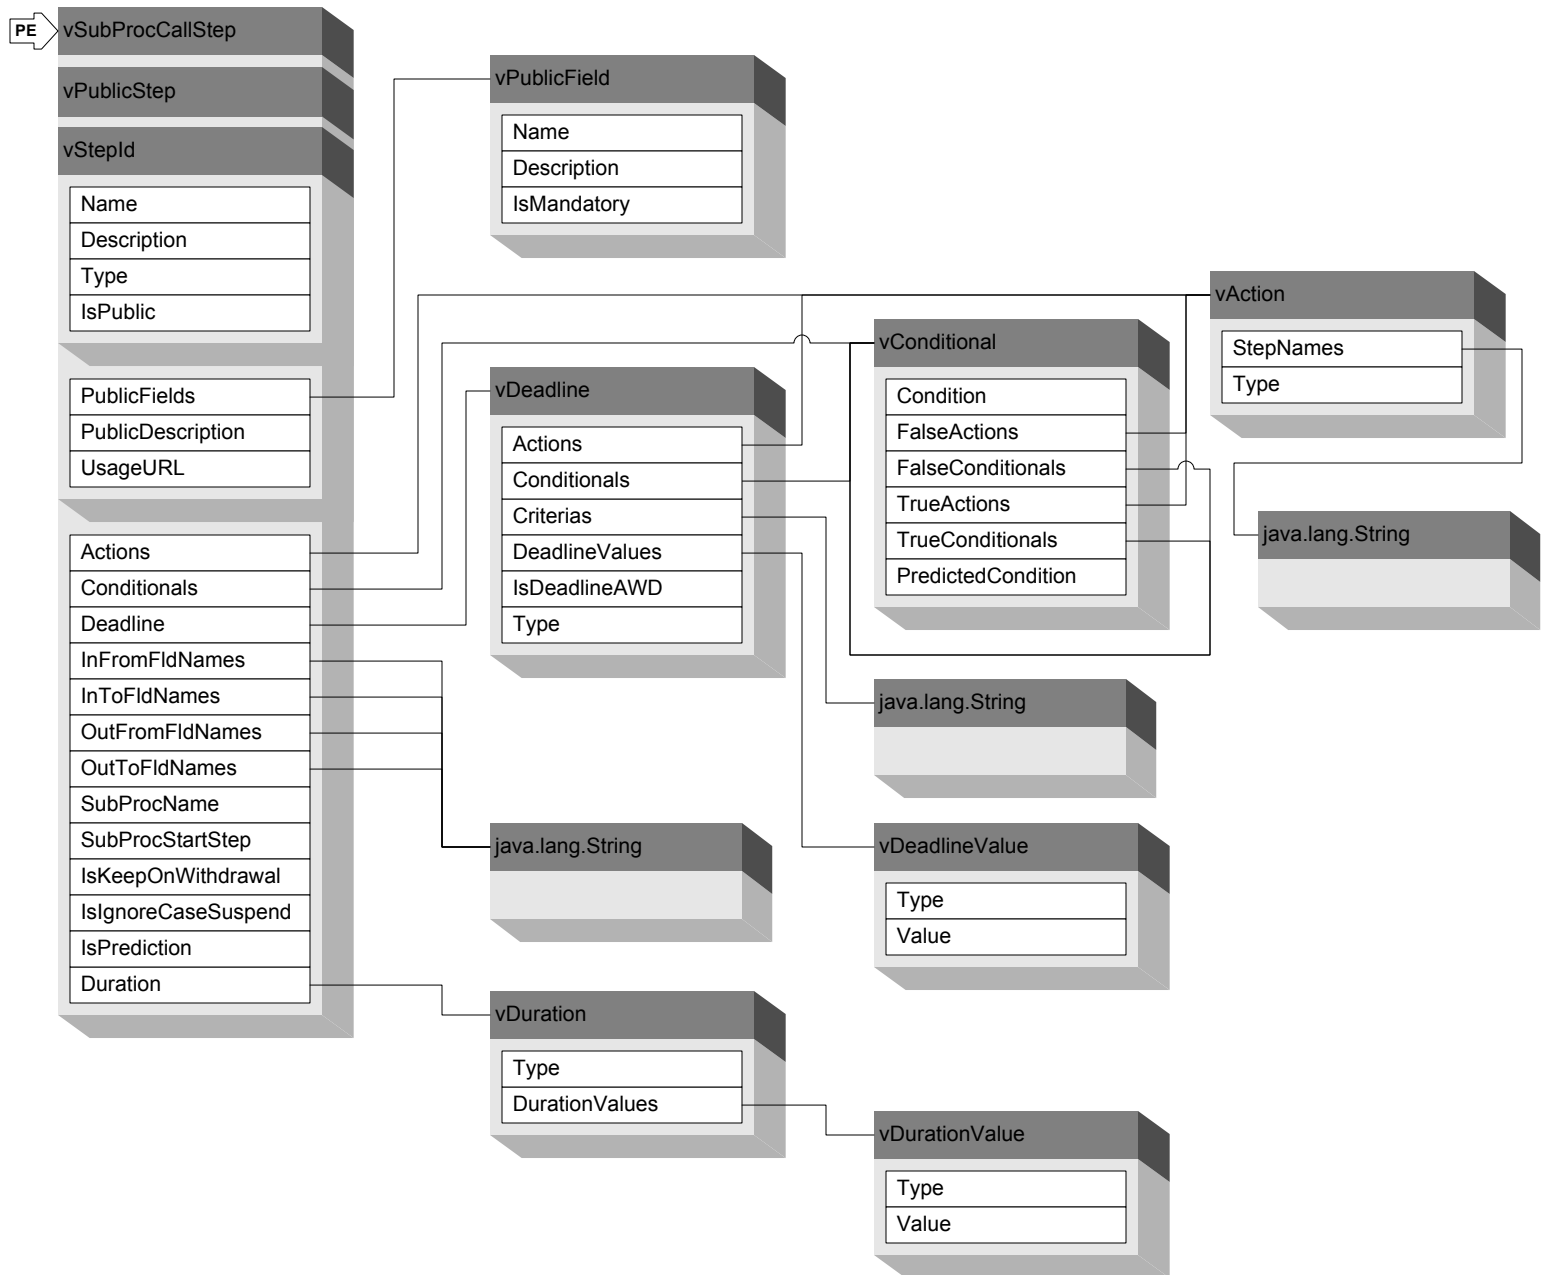 PE
vSubProcCallStep
vPublicStep
vStepId
Name
Description
Type
IsPublic
PublicFields
PublicDescription
UsageURL
Actions
Conditionals
Deadline
InFromFldNames
InToFldNames
OutFromFldNames
OutToFldNames
SubProcName
SubProcStartStep
IsKeepOnWithdrawal
IsIgnoreCaseSuspend
IsPrediction
Duration
vPublicField
Name
Description
IsMandatory
vDeadline
Actions
Conditionals
Criterias
DeadlineValues
IsDeadlineAWD
Type
java.lang.String
vDuration
Type
DurationValues
vConditional
Condition
FalseActions
FalseConditionals
TrueActions
TrueConditionals
PredictedCondition
java.lang.String
vDeadlineValue
Type
Value
vDurationValue
Type
Value
vAction
StepNames
Type
java.lang.String